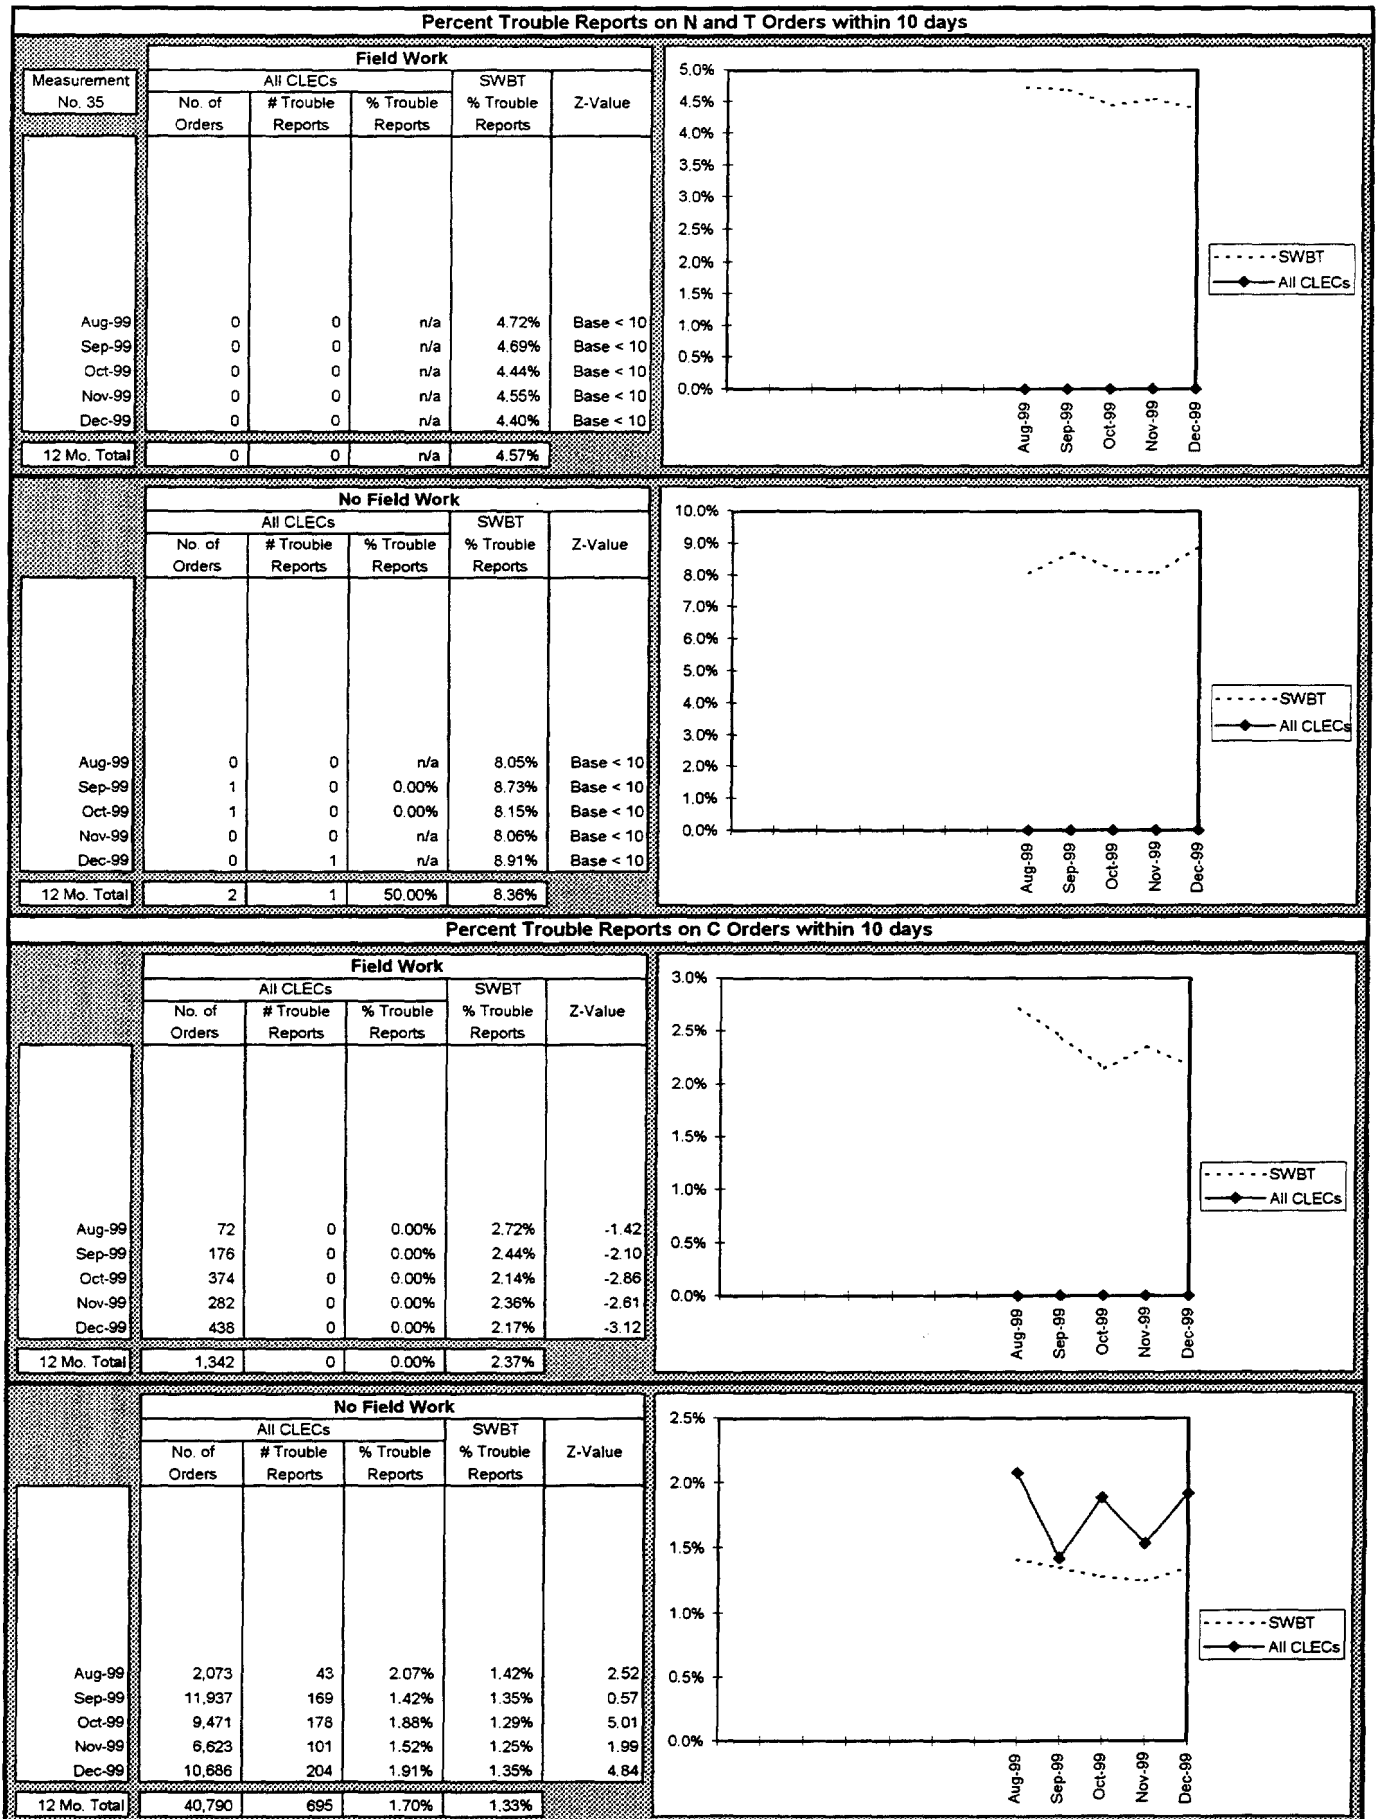 Percent Trouble Reports on N and T Orders within 10 days
Measurement
No. 35
Field Work
All CLECs SWBT
No. of # Trouble % Trouble % Trouble Z-Value
Orders Reports Reports Reports
Aug-99 0 0 n/a 4.72% Base < 10
Sep-99 0 0 n/a 4.69% Base < 10
Oct-99 0 0 n/a 4.44% Base < 10
Nov-99 0 0 n/a 4.55% Base < 10
Dec-99 0 0 n/a 4.40% Base < 10
12 Mo. Total 0 0 n/a 4.57%
5.0%
4.5%
4.0%
3.5%
3.0%
2.5%
2.0%
1.5%
1.0%
0.5%
0.0%
Aug-99 Sep-99 Oct-99 Nov-99 Dec-99
SWBT
All CLECs
No Field Work
All CLECs SWBT
No. of # Trouble % Trouble % Trouble Z-Value
Orders Reports Reports Reports
Aug-99 0 0 n/a 8.05% Base < 10
Sep-99 1 0 0.00% 8.73% Base < 10
Oct-99 1 0 0.00% 8.15% Base < 10
Nov-99 0 0 n/a 8.06% Base < 10
Dec-99 0 1 n/a 8.91% Base < 10
12 Mo. Total 2 1 50.00% 8.36%
10.0%
9.0%
8.0%
7.0%
6.0%
5.0%
4.0%
3.0%
2.0%
1.0%
0.0%
Aug-99 Sep-99 Oct-99 Nov-99 Dec-99
SWBT
All CLECs
Percent Trouble Reports on C Orders within 10 days
Field Work
All CLECs SWBT
No. of # Trouble % Trouble % Trouble Z-Value
Orders Reports Reports Reports
Aug-99 72 0 0.00% 2.72% -1.42
Sep-99 176 0 0.00% 2.44% -2.10
Oct-99 374 0 0.00% 2.14% -2.86
Nov-99 282 0 0.00% 2.36% -2.61
Dec-99 438 0 0.00% 2.17% -3.12
12 Mo. Total 1,342 0 0.00% 2.37%
3.0%
2.5%
2.0%
1.5%
1.0%
0.5%
0.0%
Aug-99 Sep-99 Oct-99 Nov-99 Dec-99
SWBT
All CLECs
No Field Work
All CLECs SWBT
No. of # Trouble % Trouble % Trouble Z-Value
Orders Reports Reports Reports
Aug-99 2,073 43 2.07% 1.42% 2.52
Sep-99 11,937 169 1.42% 1.35% 0.57
Oct-99 9,471 178 1.88% 1.29% 5.01
Nov-99 6,623 101 1.52% 1.25% 1.99
Dec-99 10,686 204 1.91% 1.35% 4.84
12 Mo. Total 40,790 695 1.70% 1.33%
2.5%
2.0%
1.5%
1.0%
0.5%
0.0%
Aug-99 Sep-99 Oct-99 Nov-99 Dec-99
SWBT
All CLECs